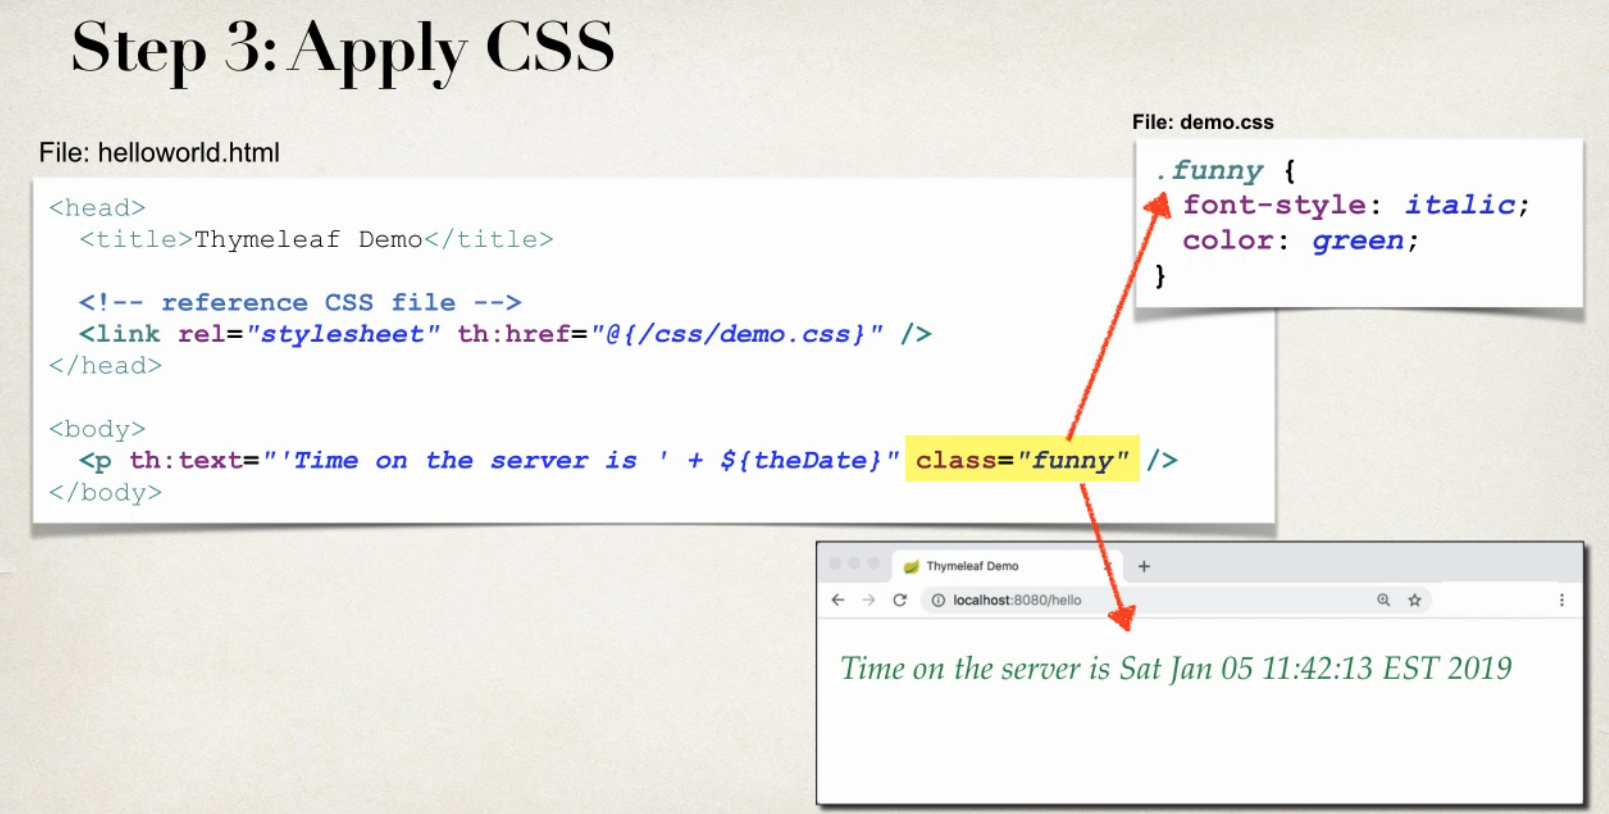 Step 3: Apply CSS
File: helloworld.html
<head>
<title>Thymeleaf Demo</title>
<!-- reference CSS file -->
<link rel="stylesheet" th:href="@{/css/demo.css}" />
</head>
<body>
<p th:text="'Time on the server is ' + ${theDate}" class="funny" />
</body>
File: demo.css
.funny {
font-style: italic;
color: green;
}
Thymeleaf Demo
localhost:8080/hello
Time on the server is Sat Jan 05 11:42:13 EST 2019